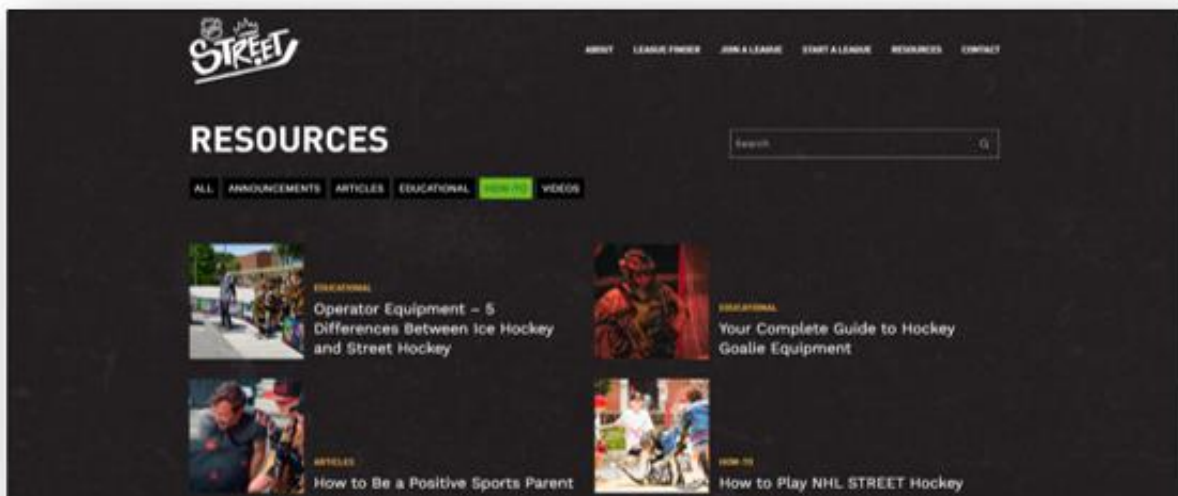 STREET
ABOUT LEAGUE FINDER JOIN A LEAGUE START A LEAGUE RESOURCES CONTACT
RESOURCES
Search
ALL ANNOUNCEMENTS ARTICLES EDUCATIONAL HOW-TO VIDEOS
EDUCATIONAL
Operator Equipment – 5
Differences Between Ice Hockey
and Street Hockey
EDUCATIONAL
Your Complete Guide to Hockey
Goalie Equipment
ARTICLES
How to Be a Positive Sports Parent
HOW-TO
How to Play NHL STREET Hockey